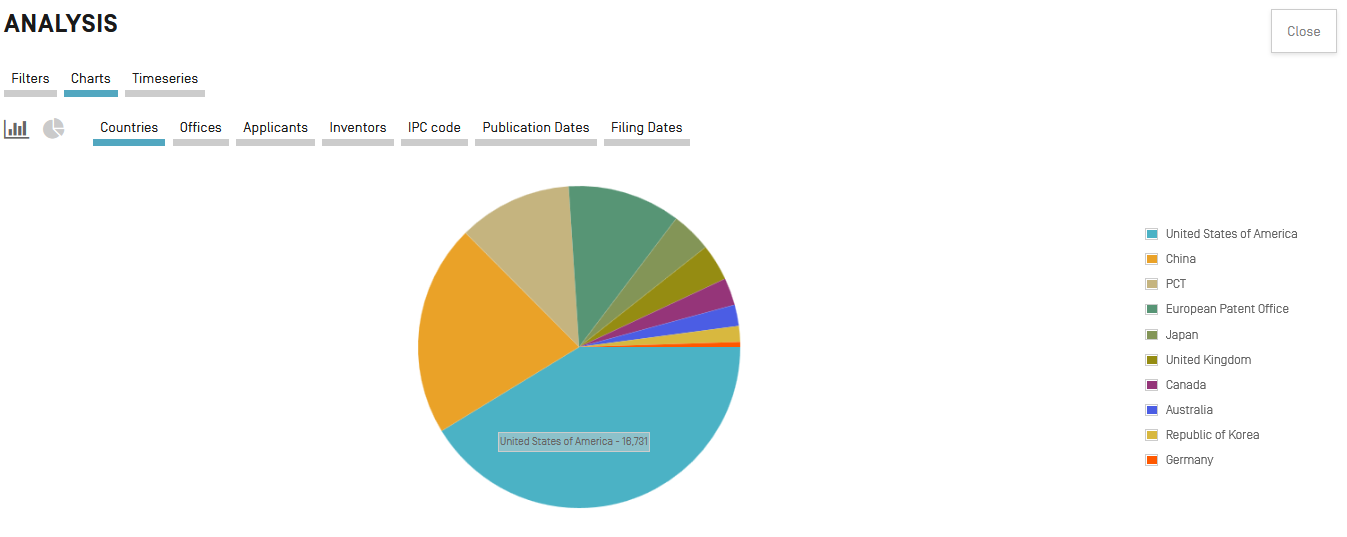 ANALYSIS
Close
Filters Charts Timeseries
Countries Offices Applicants Inventors IPC code Publication Dates Filing Dates
United States of America
China
PCT
European Patent Office
Japan
United Kingdom
Canada
Australia
Republic of Korea
Germany
United States of America - 16,731